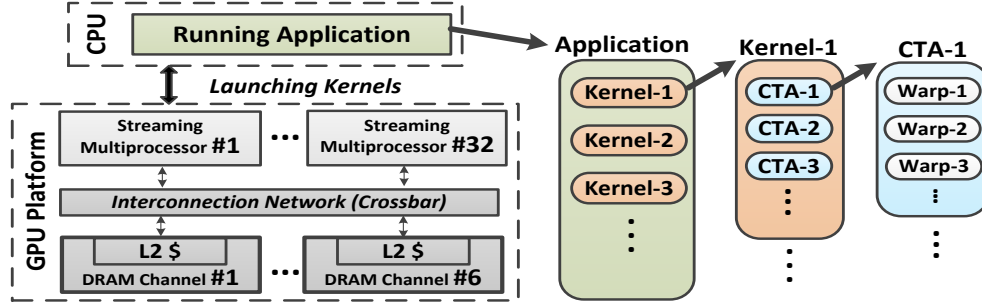 CPU
Running Application
Launching Kernels
GPU Platform
Streaming
Multiprocessor #1
...
Streaming
Multiprocessor #32
Interconnection Network (Crossbar)
L2 $
DRAM Channel #1
...
L2 $
DRAM Channel #6
Application
Kernel-1
Kernel-2
Kernel-3
Kernel-1
CTA-1
CTA-2
CTA-3
CTA-1
Warp-1
Warp-2
Warp-3